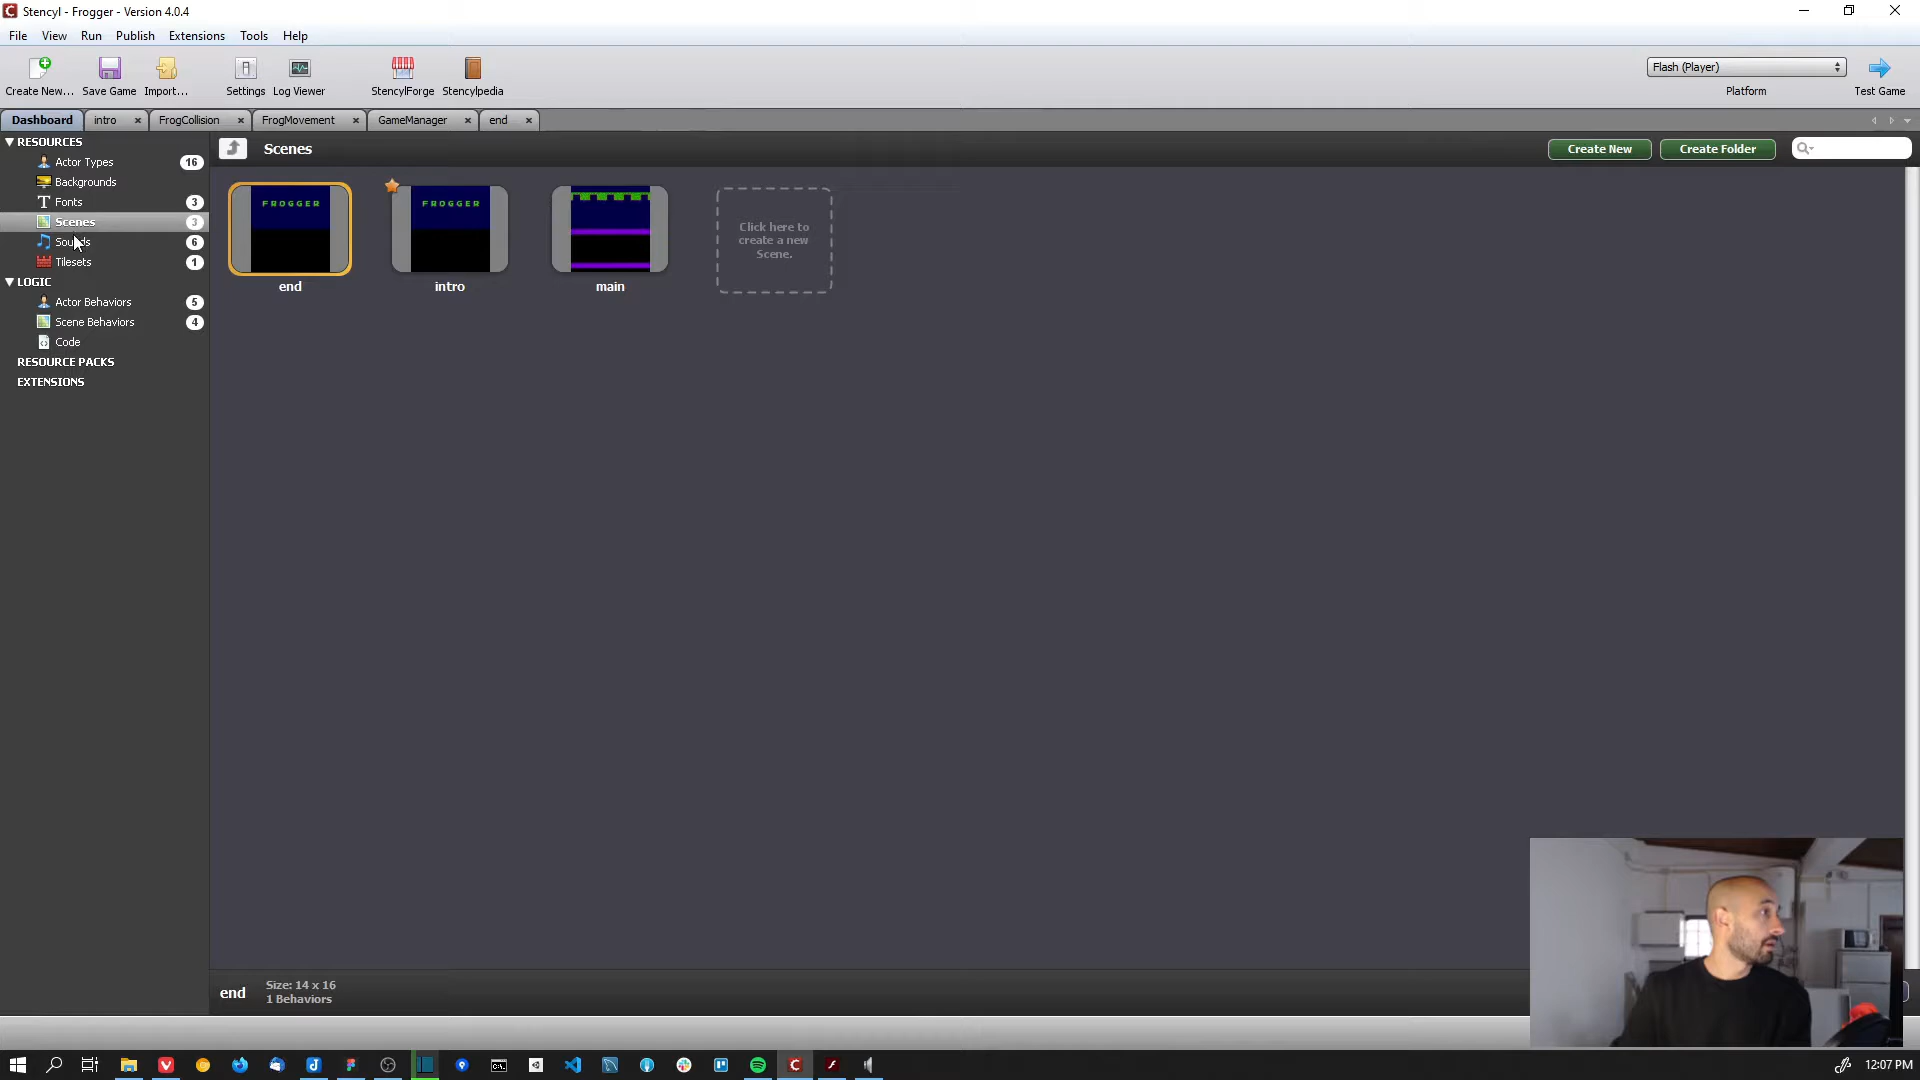 Stencyl - Frogger - Version 4.0.4
File View Run Publish Extensions Tools Help
Create New... Save Game Import... Settings Log Viewer StencylForge Stencylpedia
Flash (Player)
Platform
Test Game
Dashboard intro FrogCollision FrogMovement GameManager end
RESOURCES
Actor Types 16
Backgrounds
Fonts 3
Scenes 3
Sounds 6
Tilesets 1
LOGIC
Actor Behaviors 5
Scene Behaviors 4
Code
RESOURCE PACKS
EXTENSIONS
Scenes
Create New Create Folder
FROGGER
end
FROGGER
intro
main
Click here to
create a new
Scene.
end
Size: 14 x 16
1 Behaviors
12:07 PM